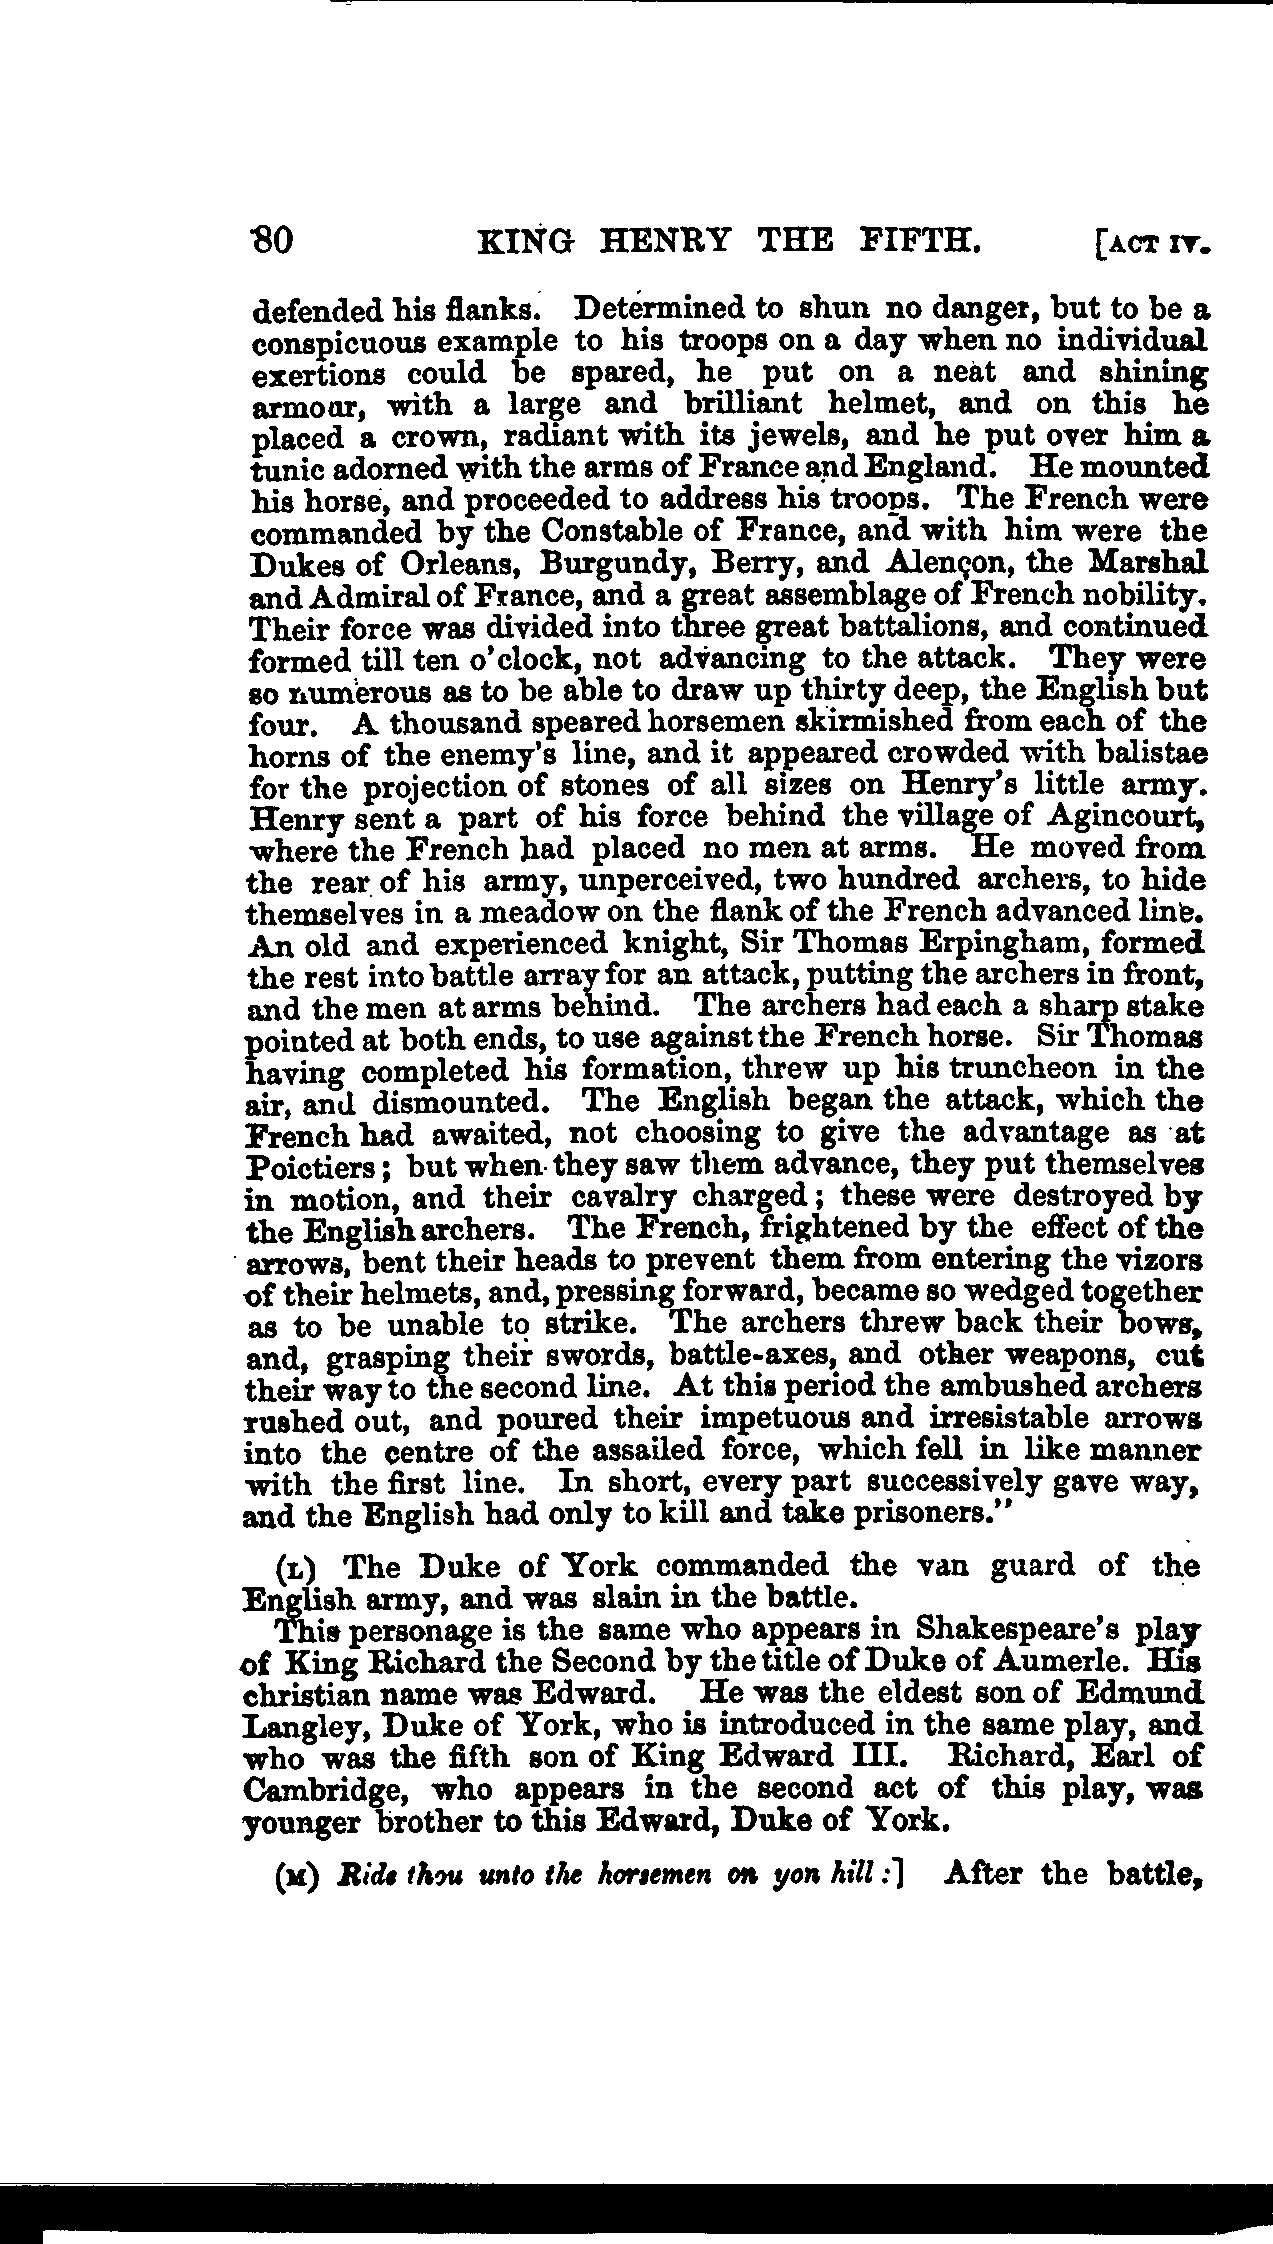 80 KING HENRY THE FIFTH. [ACT IV.
defended his flanks. Determined to shun no danger, but to be a
conspicuous example to his troops on a day when no individual
exertions could be spared, he put on a neat and shining
armour, with a large and brilliant helmet, and on this he
placed a crown, radiant with its jewels, and he put over him a
tunic adorned with the arms of France and England. He mounted
his horse, and proceeded to address his troops. The French were
commanded by the Constable of France, and with him were the
Dukes of Orleans, Burgundy, Berry, and Alençon, the Marshal
and Admiral of France, and a great assemblage of French nobility.
Their force was divided into three great battalions, and continued
formed till ten o'clock, not advancing to the attack. They were
so numerous as to be able to draw up thirty deep, the English but
four. A thousand speared horsemen skirmished from each of the
horns of the enemy's line, and it appeared crowded with balistae
for the projection of stones of all sizes on Henry's little army.
Henry sent a part of his force behind the village of Agincourt,
where the French had placed no men at arms. He moved from
the rear of his army, unperceived, two hundred archers, to hide
themselves in a meadow on the flank of the French advanced line.
An old and experienced knight, Sir Thomas Erpingham, formed
the rest into battle array for an attack, putting the archers in front,
and the men at arms behind. The archers had each a sharp stake
pointed at both ends, to use against the French horse. Sir Thomas
having completed his formation, threw up his truncheon in the
air, and dismounted. The English began the attack, which the
French had awaited, not choosing to give the advantage as at
Poictiers; but when they saw them advance, they put themselves
in motion, and their cavalry charged; these were destroyed by
the English archers. The French, frightened by the effect of the
arrows, bent their heads to prevent them from entering the vizors
of their helmets, and, pressing forward, became so wedged together
as to be unable to strike. The archers threw back their bows,
and, grasping their swords, battle-axes, and other weapons, cut
their way to the second line. At this period the ambushed archers
rushed out, and poured their impetuous and irresistable arrows
into the centre of the assailed force, which fell in like manner
with the first line. In short, every part successively gave way,
and the English had only to kill and take prisoners."
(L) The Duke of York commanded the van guard of the
English army, and was slain in the battle.
This personage is the same who appears in Shakespeare's play
of King Richard the Second by the title of Duke of Aumerle. His
christian name was Edward. He was the eldest son of Edmund
Langley, Duke of York, who is introduced in the same play, and
who was the fifth son of King Edward III. Richard, Earl of
Cambridge, who appears in the second act of this play, was
younger brother to this Edward, Duke of York.
(M) Ride thou unto the horsemen on yon hill:] After the battle,